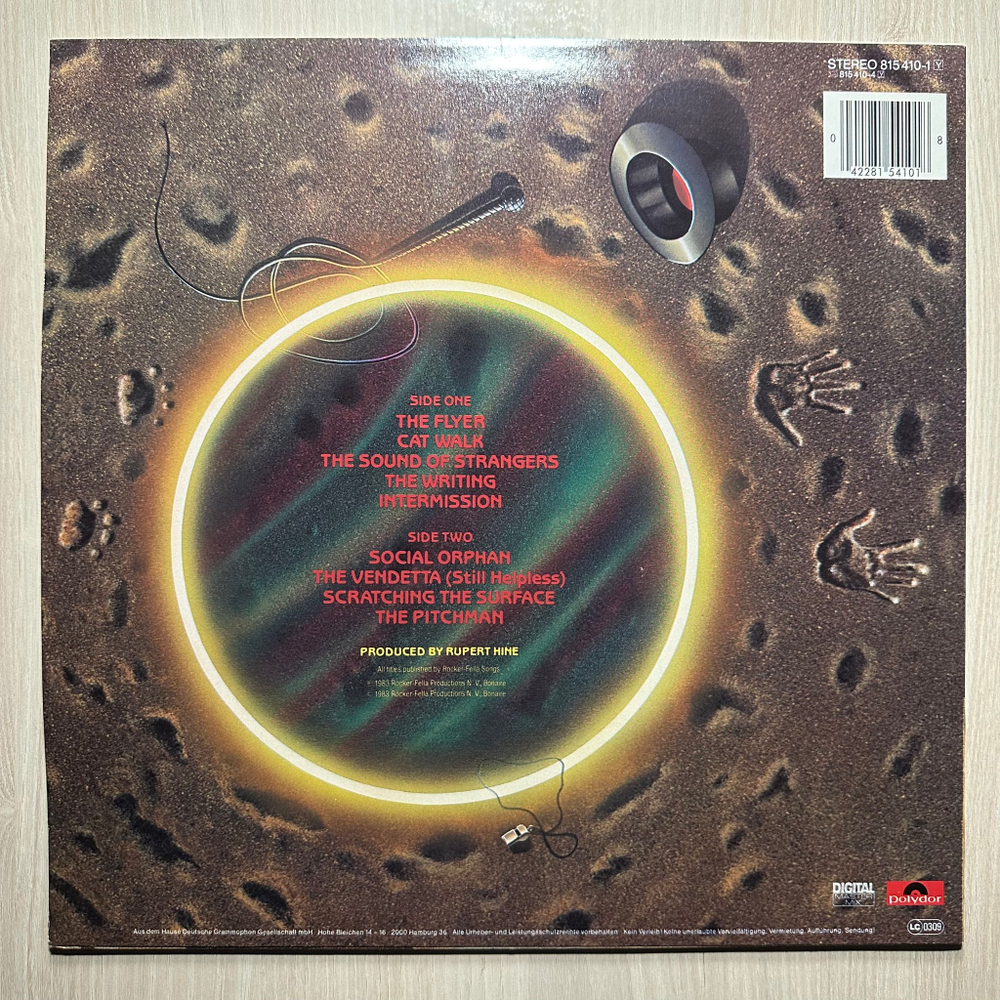 STEREO 815 410-1 Y
815 410-4 Y
0 42281 54101 8
SIDE ONE
THE FLYER
CAT WALK
THE SOUND OF STRANGERS
THE WRITING
INTERMISSION
SIDE TWO
SOCIAL ORPHAN
THE VENDETTA (Still Helpless)
SCRATCHING THE SURFACE
THE PITCHMAN
PRODUCED BY RUPERT HINE
All titles published by Rocker-Fella Songs
℗ 1983 Rocker-Fella Productions N. V., Bonaire
© 1983 Rocker-Fella Productions N. V., Bonaire
DIGITAL
MASTER
MIX
polydor
Aus dem Hause Deutsche Grammophon Gesellschaft mbH Hohe Bleichen 14 - 16 · 2000 Hamburg 36 Alle Urheber- und Leistungsschutzrechte vorbehalten Kein Verleih! Keine unerlaubte Vervielfältigung, Vermietung, Aufführung, Sendung!
LC 0309